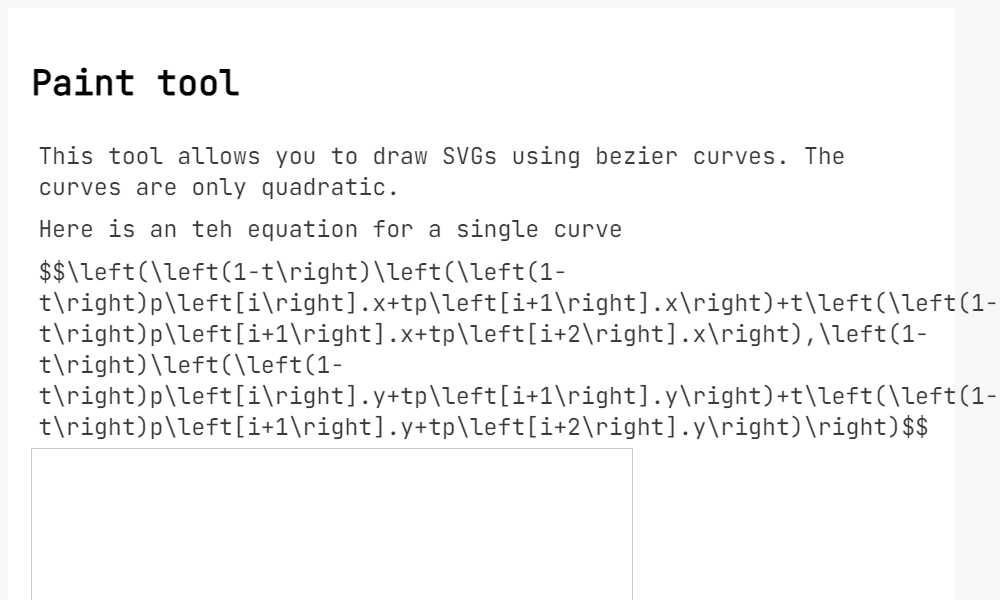 Paint tool
This tool allows you to draw SVGs using bezier curves. The
curves are only quadratic.
Here is an teh equation for a single curve
$$\left(\left(1-t\right)\left(\left(1-
t\right)p\left[i\right].x+tp\left[i+1\right].x\right)+t\left(\left(1-
t\right)p\left[i+1\right].x+tp\left[i+2\right].x\right),\left(1-
t\right)\left(\left(1-
t\right)p\left[i\right].y+tp\left[i+1\right].y\right)+t\left(\left(1-
t\right)p\left[i+1\right].y+tp\left[i+2\right].y\right)\right)$$